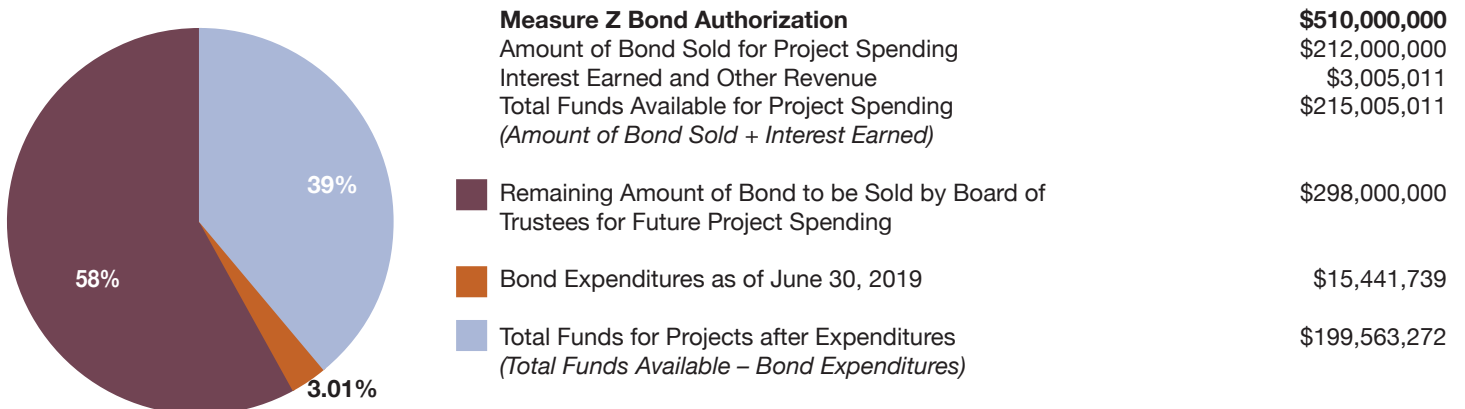 Measure Z Bond Authorization $510,000,000
Amount of Bond Sold for Project Spending $212,000,000
Interest Earned and Other Revenue $3,005,011
Total Funds Available for Project Spending $215,005,011
(Amount of Bond Sold + Interest Earned)
39%
Remaining Amount of Bond to be Sold by Board of $298,000,000
Trustees for Future Project Spending
58%
Bond Expenditures as of June 30, 2019 $15,441,739
Total Funds for Projects after Expenditures $199,563,272
(Total Funds Available – Bond Expenditures)
3.01%